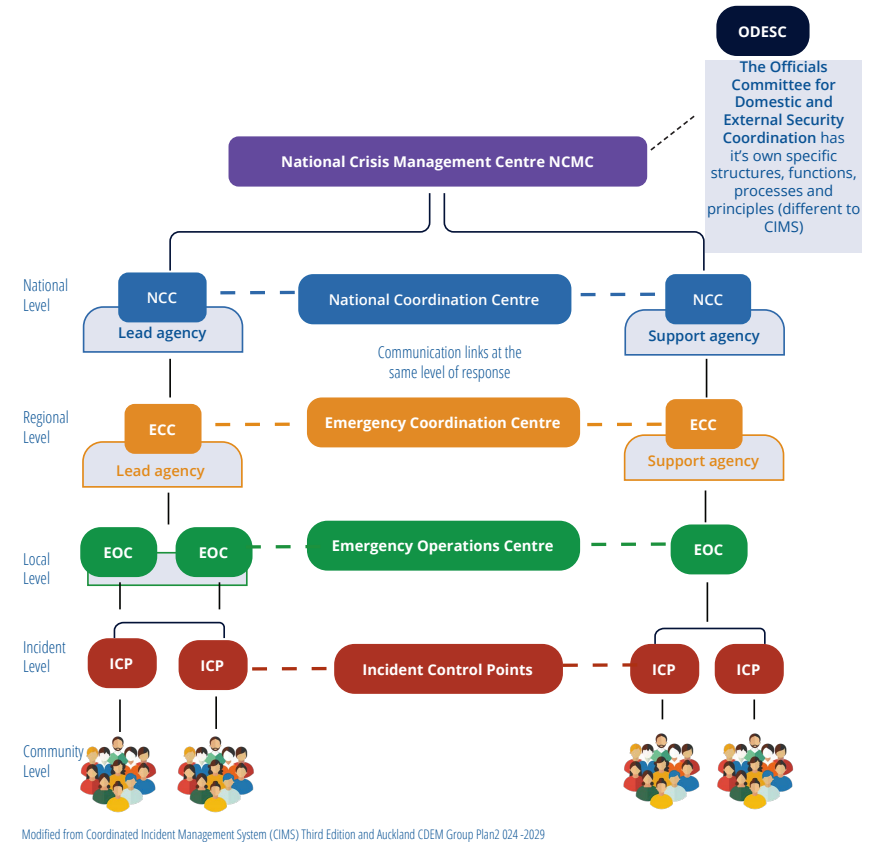 ODESC
The Officials
Committee for
Domestic and
External Security
Coordination has
it's own specific
structures, functions,
processes and
principles (different to
CIMS)
National Crisis Management Centre NCMC
National
Level
NCC
Lead agency
National Coordination Centre
NCC
Support agency
Communication links at the
same level of response
Regional
Level
ECC
Lead agency
Emergency Coordination Centre
ECC
Support agency
Local
Level
EOC
EOC
Emergency Operations Centre
EOC
Incident
Level
ICP
ICP
Incident Control Points
ICP
ICP
Community
Level
Modified from Coordinated Incident Management System (CIMS) Third Edition and Auckland CDEM Group Plan2 024 -2029